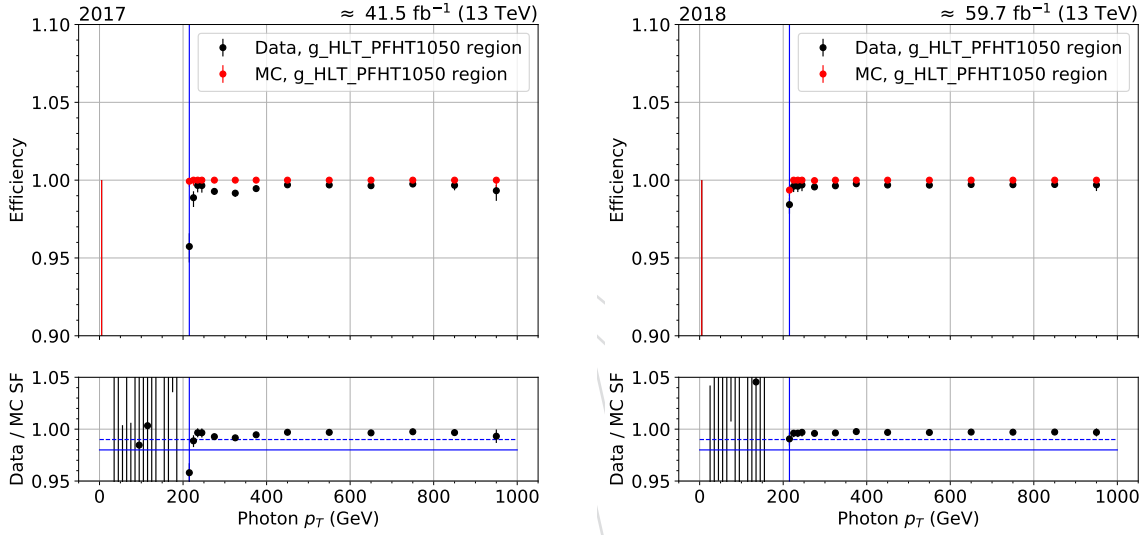 2017 ≈ 41.5 fb⁻¹ (13 TeV)
Data, g_HLT_PFHT1050 region
MC, g_HLT_PFHT1050 region
Efficiency
1.10
1.05
1.00
0.95
0.90
Data / MC SF
1.05
1.00
0.95
0 200 400 600 800 1000
Photon pT (GeV)
2018 ≈ 59.7 fb⁻¹ (13 TeV)
Data, g_HLT_PFHT1050 region
MC, g_HLT_PFHT1050 region
Efficiency
1.10
1.05
1.00
0.95
0.90
Data / MC SF
1.05
1.00
0.95
0 200 400 600 800 1000
Photon pT (GeV)